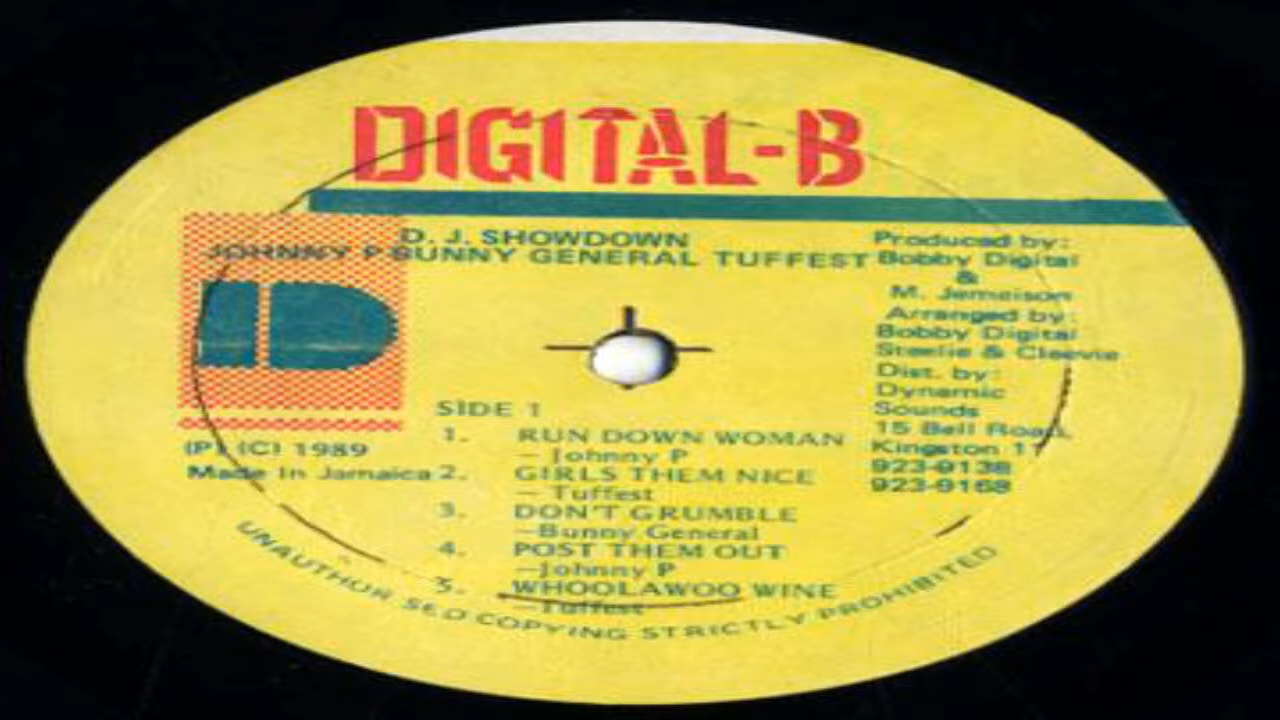 DIGITAL-B
D. J. SHOWDOWN
JOHNNY P BUNNY GENERAL TUFFEST
Produced by:
Bobby Digital
&
M. Jemeison
Arranged by:
Bobby Digital
Steelie & Cleevie
Dist. by:
Dynamic
Sounds
15 Bell Road,
Kingston 11
923-9138
923-9168
D
(P) (C) 1989
Made In Jamaica
SIDE 1
1. RUN DOWN WOMAN
– Johnny P
2. GIRLS THEM NICE
– Tuffest
3. DON'T GRUMBLE
–Bunny General
4. POST THEM OUT
–Johnny P
5. WHOOLAWOO WINE
–Tuffest
UNAUTHORISED COPYING STRICTLY PROHIBITED